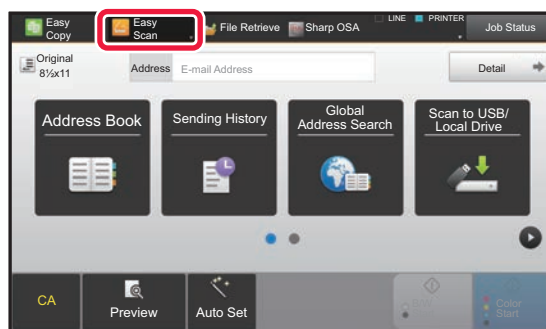 Easy
Copy
Easy
Scan
File Retrieve
Sharp OSA
LINE
PRINTER
Job Status
Original
8½x11
Address
E-mail Address
Detail
Address Book
Sending History
Global
Address Search
Scan to USB/
Local Drive
CA
Preview
Auto Set
B/W
Start
Color
Start